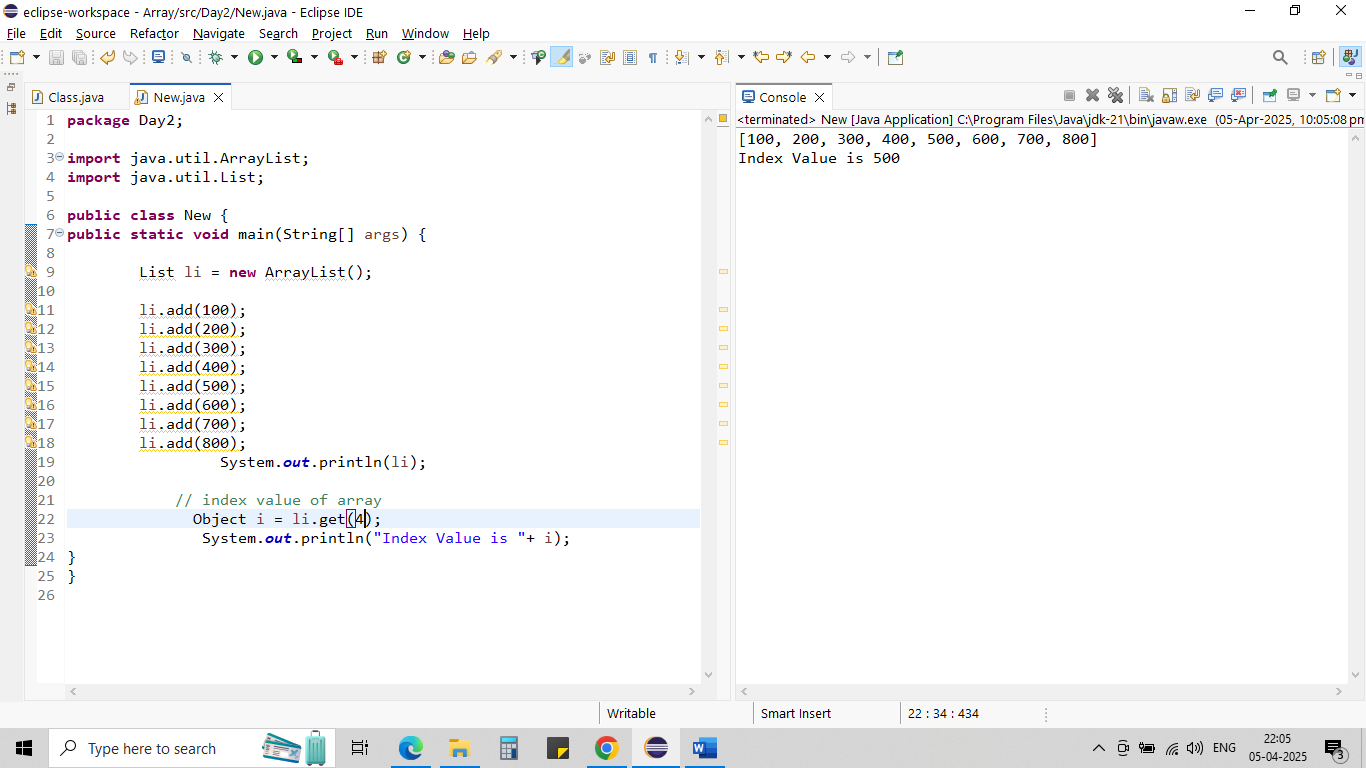 eclipse-workspace - Array/src/Day2/New.java - Eclipse IDE
File Edit Source Refactor Navigate Search Project Run Window Help
Class.java New.java
1 package Day2;
2
3 import java.util.ArrayList;
4 import java.util.List;
5
6 public class New {
7 public static void main(String[] args) {
8
9 List li = new ArrayList();
10
11 li.add(100);
12 li.add(200);
13 li.add(300);
14 li.add(400);
15 li.add(500);
16 li.add(600);
17 li.add(700);
18 li.add(800);
19 System.out.println(li);
20
21 // index value of array
22 Object i = li.get(4);
23 System.out.println("Index Value is "+ i);
24 }
25 }
26
Console
<terminated> New [Java Application] C:\Program Files\Java\jdk-21\bin\javaw.exe (05-Apr-2025, 10:05:08 pm
[100, 200, 300, 400, 500, 600, 700, 800]
Index Value is 500
Writable Smart Insert 22 : 34 : 434
Type here to search
ENG
22:05
05-04-2025
3